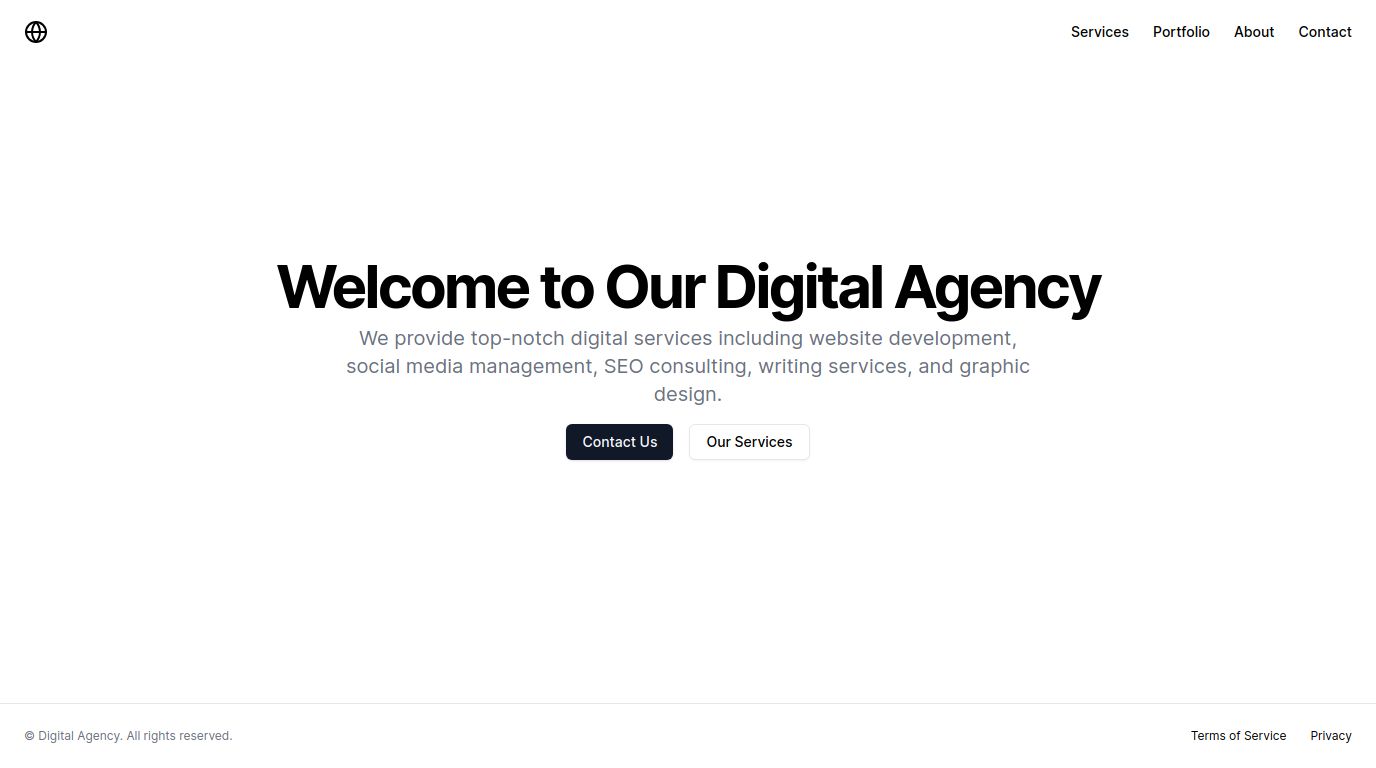 Services Portfolio About Contact
Welcome to Our Digital Agency
We provide top-notch digital services including website development,
social media management, SEO consulting, writing services, and graphic
design.
Contact Us Our Services
© Digital Agency. All rights reserved. Terms of Service Privacy